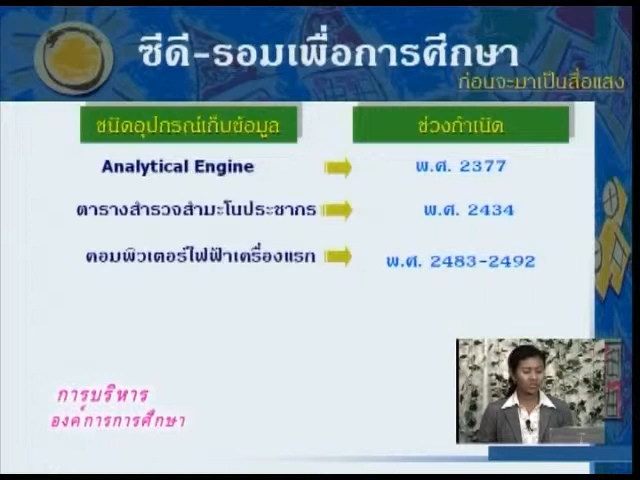 ซีดี-รอมเพื่อการศึกษา
ก่อนจะมาเป็นสื่อแสง
ชนิดอุปกรณ์เก็บข้อมูล
ช่วงกำเนิด
Analytical Engine
พ.ศ. 2377
ตารางสำรวจสำมะโนประชากร
พ.ศ. 2434
คอมพิวเตอร์ไฟฟ้าเครื่องแรก
พ.ศ. 2483-2492
การบริหาร
องค์การการศึกษา